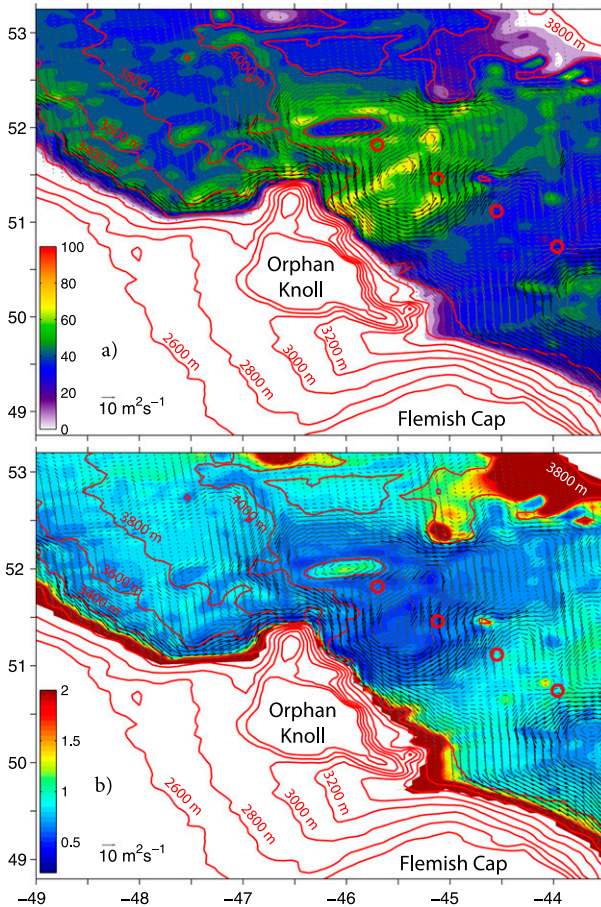 53
3800 m
3800 m
4000 m
52
3600 m
3400 m
51
100
80
60
40
20
0
Orphan
Knoll
50
a)
10 m²s⁻¹
2600 m
2800 m
3000 m
3200 m
Flemish Cap
49
53
3800 m
3800 m
4000 m
52
3600 m
3400 m
51
2
1.5
1
0.5
Orphan
Knoll
50
b)
10 m²s⁻¹
2600 m
2800 m
3000 m
3200 m
Flemish Cap
49
−49 −48 −47 −46 −45 −44